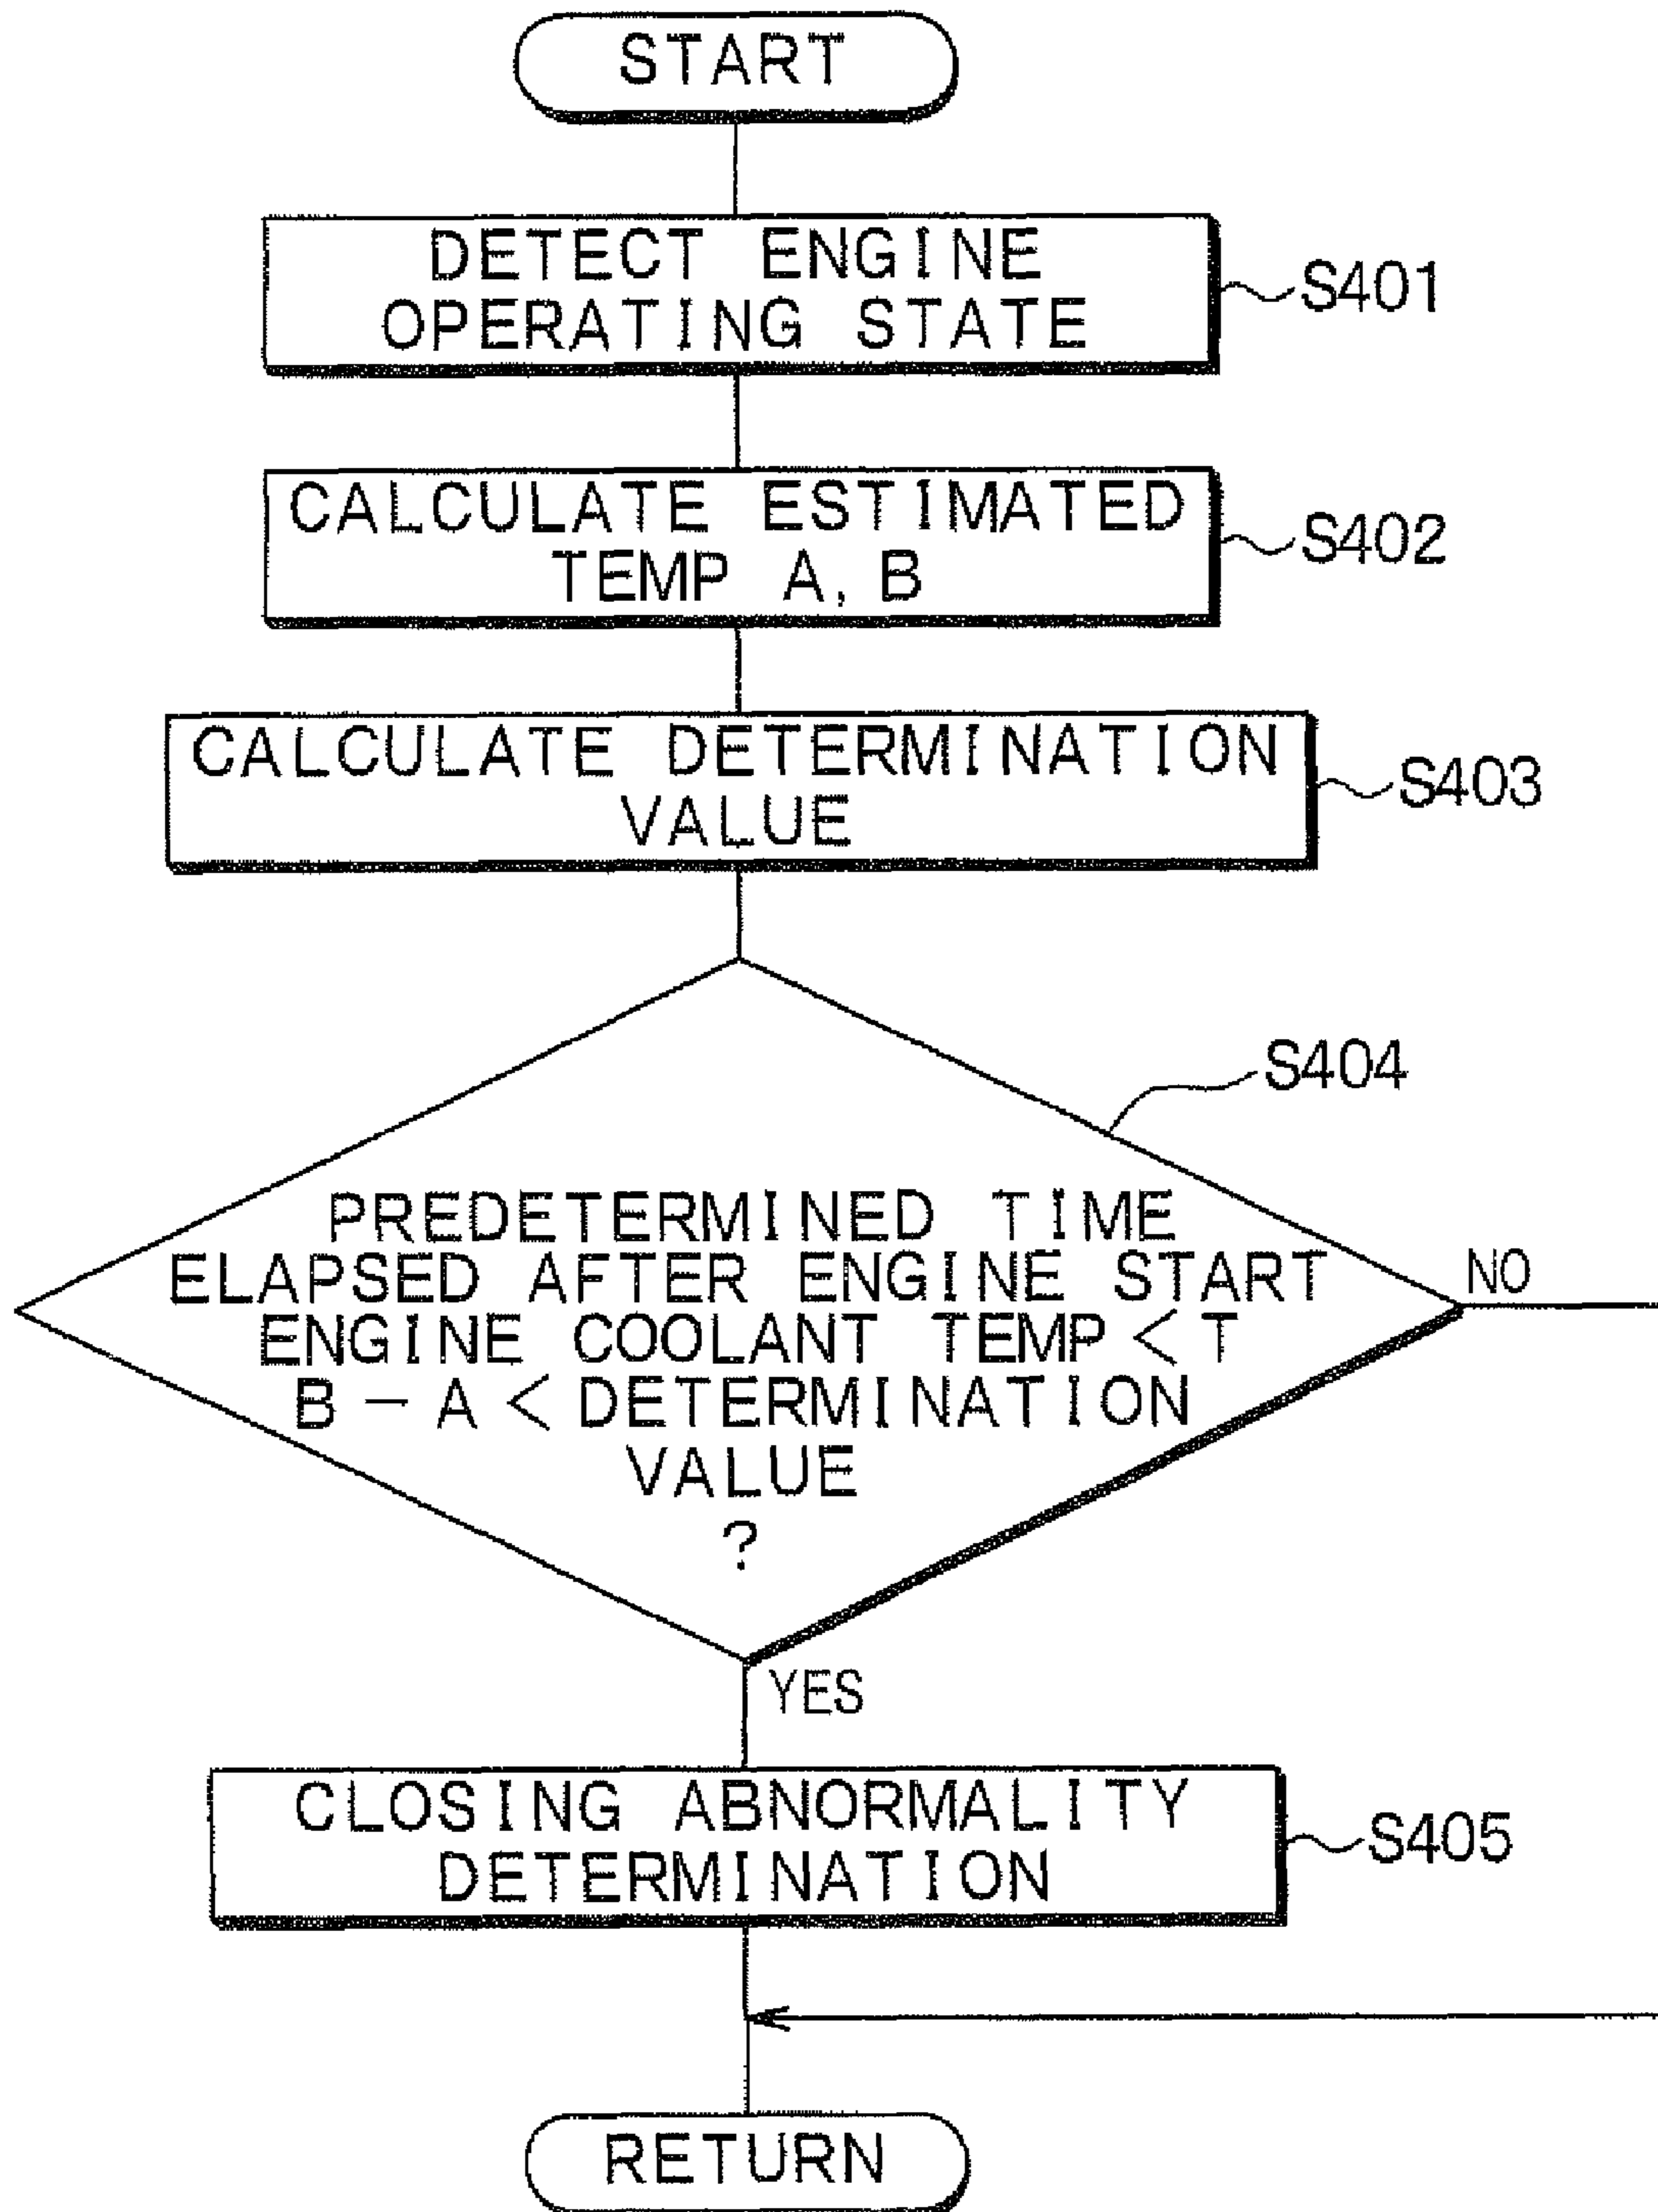 START
DETECT ENGINE
OPERATING STATE
S401
CALCULATE ESTIMATED
TEMP A, B
S402
CALCULATE DETERMINATION
VALUE
S403
S404
PREDETERMINED TIME
ELAPSED AFTER ENGINE START
ENGINE COOLANT TEMP < T
B - A < DETERMINATION
VALUE
?
NO
YES
CLOSING ABNORMALITY
DETERMINATION
S405
RETURN